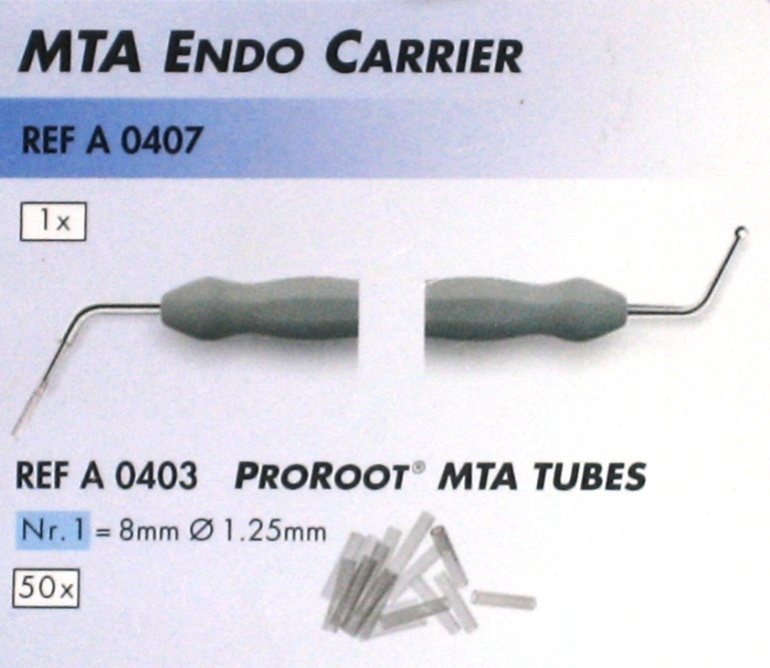 MTA ENDO CARRIER
REF A 0407
1x
REF A 0403 PROROOT® MTA TUBES
Nr. 1 = 8mm Ø 1.25mm
50x